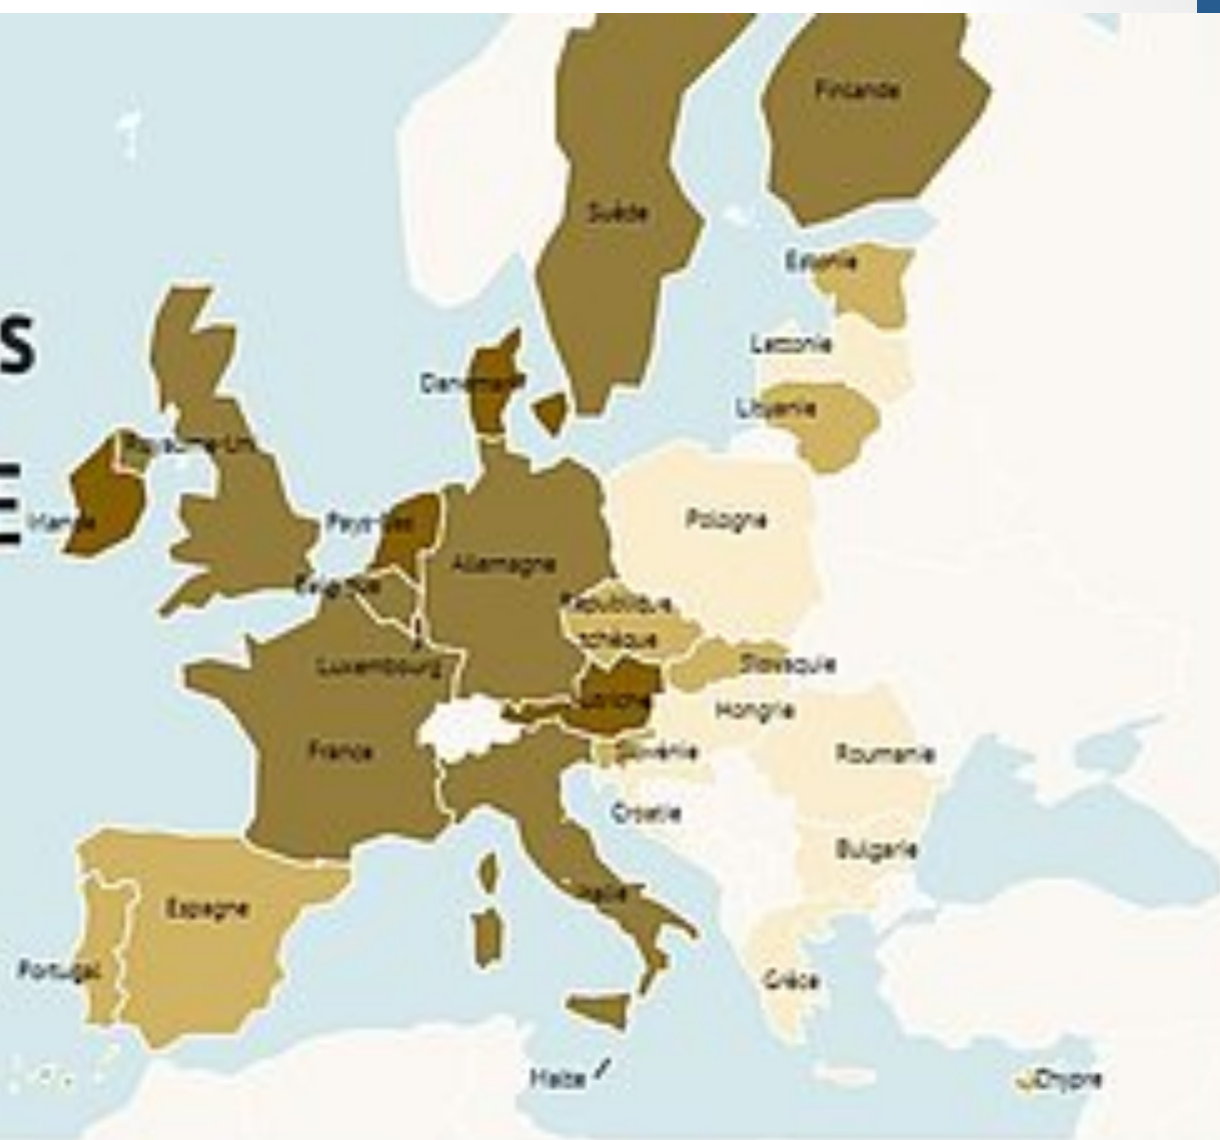 Finlande
Suède
Estonie
S
Lettonie
Danemark
Lituanie
Royaume-Uni
E
Irlande
Pays-Bas
Pologne
Allemagne
Belgique
République
tchèque
Luxembourg
Slovaquie
Autriche
Hongrie
France
Slovénie
Roumanie
Croatie
Bulgarie
Italie
Espagne
Portugal
Grèce
Malte
Chypre